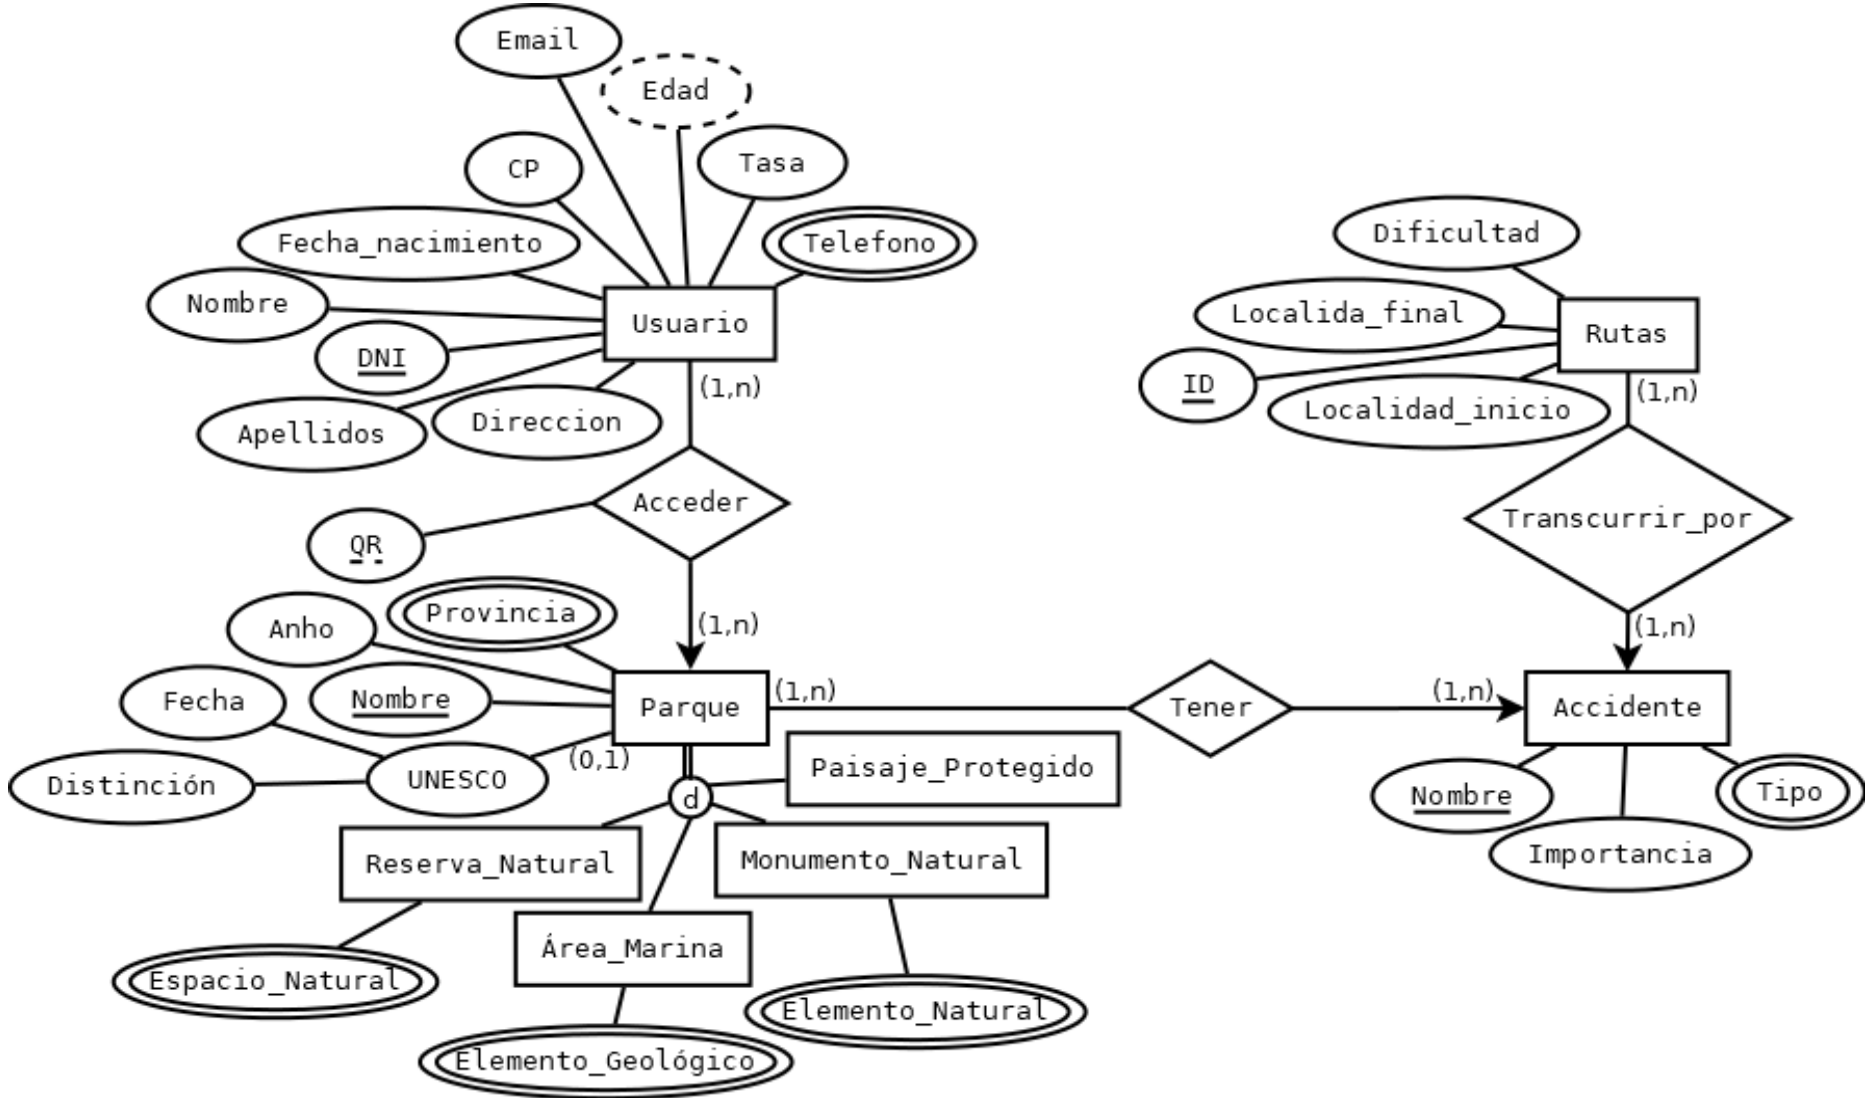 Email
Edad
CP
Tasa
Fecha_nacimiento
Telefono
Nombre
Usuario
DNI
Apellidos
Direccion
(1,n)
Acceder
QR
(1,n)
Dificultad
Localida_final
Rutas
ID
Localidad_inicio
(1,n)
Transcurrir_por
(1,n)
Provincia
Anho
Fecha
Nombre
Parque
(1,n)
Tener
(1,n)
Accidente
Distinción
UNESCO
(0,1)
d
Paisaje_Protegido
Nombre
Tipo
Importancia
Reserva_Natural
Monumento_Natural
Área_Marina
Espacio_Natural
Elemento_Natural
Elemento_Geológico